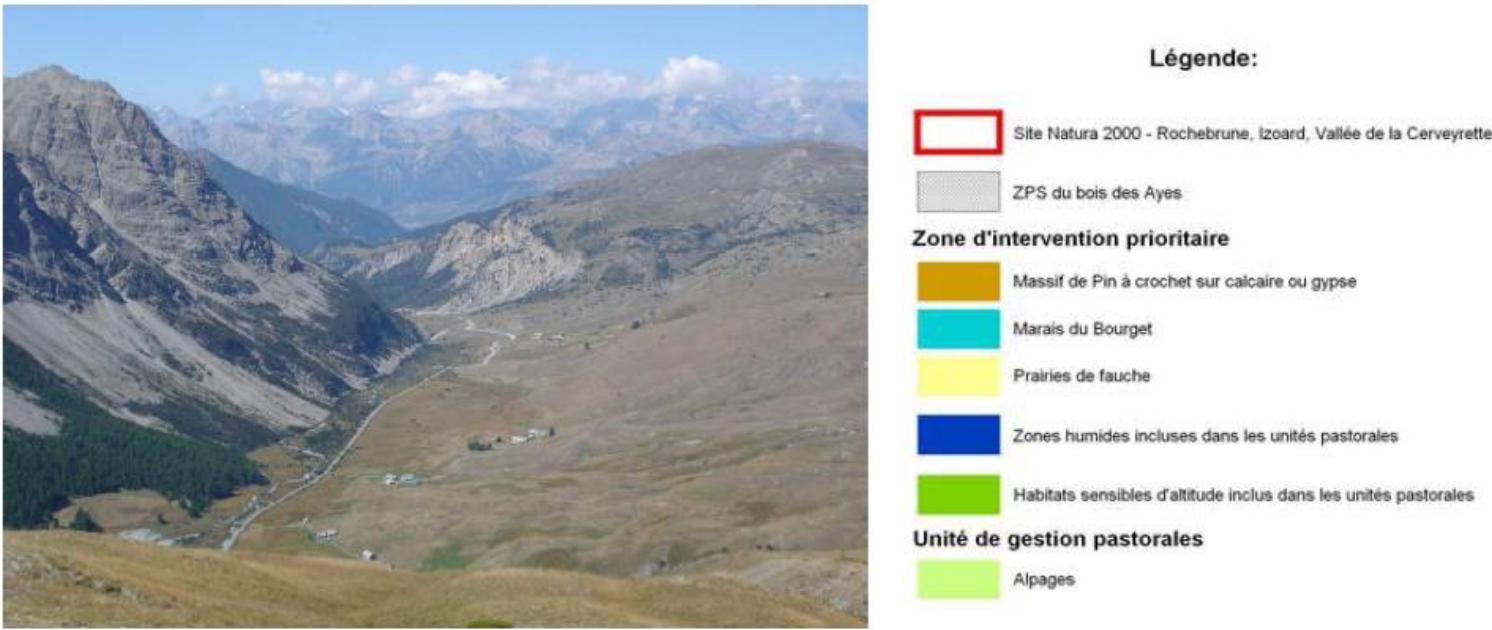 Légende:
Site Natura 2000 - Rochebrune, Izoard, Vallée de la Cerveyrette
ZPS du bois des Ayes
Zone d'intervention prioritaire
Massif de Pin à crochet sur calcaire ou gypse
Marais du Bourget
Prairies de fauche
Zones humides incluses dans les unités pastorales
Habitats sensibles d'altitude inclus dans les unités pastorales
Unité de gestion pastorales
Alpages